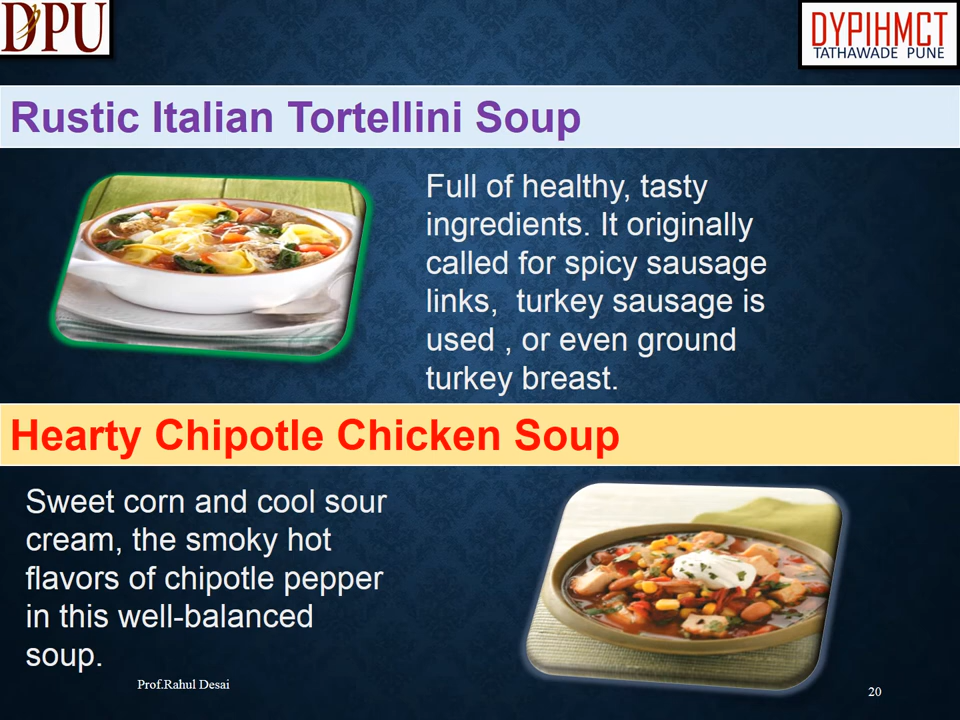 DPU
DYPIHMCT
TATHAWADE PUNE
Rustic Italian Tortellini Soup
Full of healthy, tasty
ingredients. It originally
called for spicy sausage
links,  turkey sausage is
used , or even ground
turkey breast.
Hearty Chipotle Chicken Soup
Sweet corn and cool sour
cream, the smoky hot
flavors of chipotle pepper
in this well-balanced
soup.
Prof.Rahul Desai
20